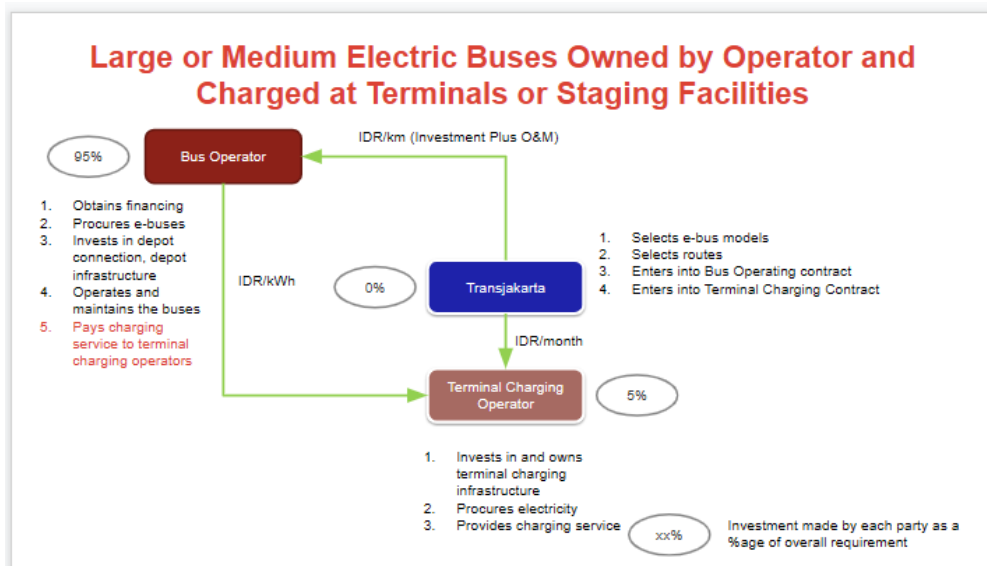 Large or Medium Electric Buses Owned by Operator and
Charged at Terminals or Staging Facilities
IDR/km (Investment Plus O&M)
95%
Bus Operator
1. Obtains financing
2. Procures e-buses
3. Invests in depot
connection, depot
infrastructure
4. Operates and
maintains the buses
5. Pays charging
service to terminal
charging operators
IDR/kWh
0%
Transjakarta
1. Selects e-bus models
2. Selects routes
3. Enters into Bus Operating contract
4. Enters into Terminal Charging Contract
IDR/month
Terminal Charging
Operator
5%
1. Invests in and owns
terminal charging
infrastructure
2. Procures electricity
3. Provides charging service
xx%
Investment made by each party as a
%age of overall requirement